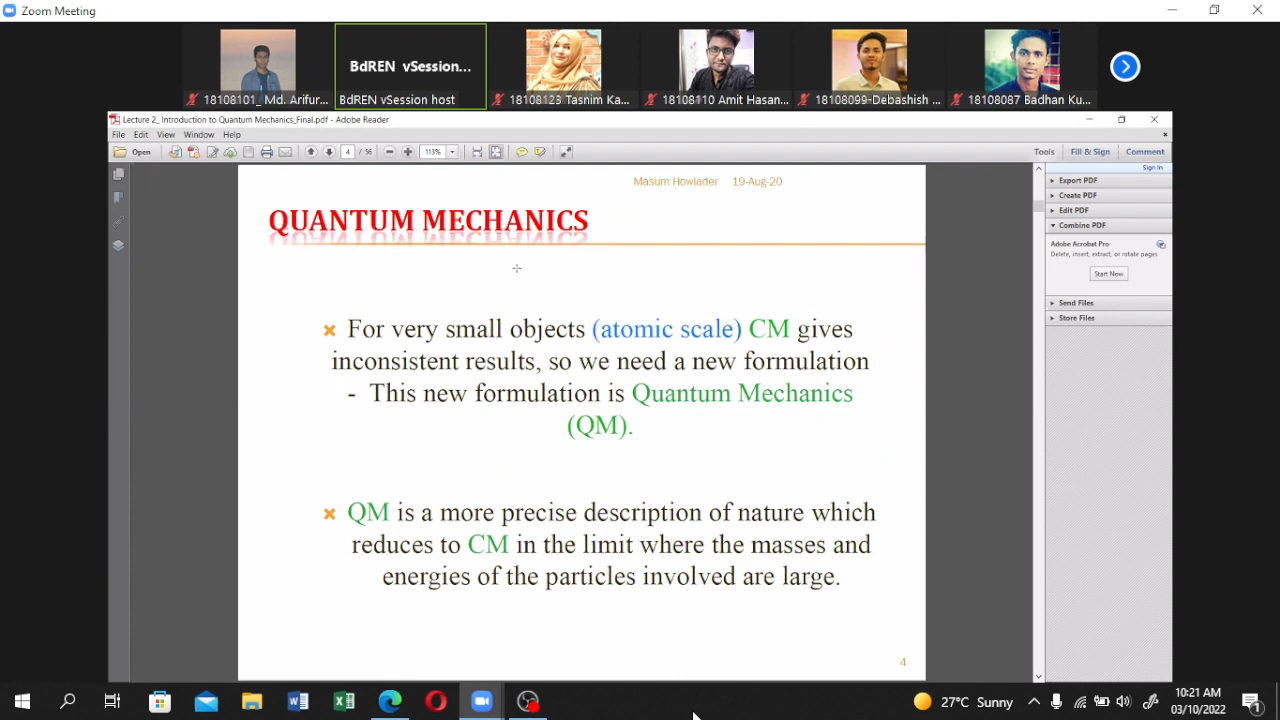 Zoom Meeting
BdREN vSession...
18101101_ Md. Arifur...
BdREN vSession host
18108123 Tasnim Ka...
18108110 Amit Hasan...
18108099-Debashish ...
18108087 Badhan Ku...
Lecture 2_ Introduction to Quantum Mechanics_Final.pdf - Adobe Reader
File Edit View Window Help
Open 4 / 56 113% Tools Fill & Sign Comment
Sign In
Export PDF
Create PDF
Edit PDF
Combine PDF
Adobe Acrobat Pro
Delete, insert, extract, or rotate pages
Start Now
Send Files
Store Files
Masum Howlader 19-Aug-20
QUANTUM MECHANICS
For very small objects (atomic scale) CM gives
inconsistent results, so we need a new formulation
- This new formulation is Quantum Mechanics
(QM).
QM is a more precise description of nature which
reduces to CM in the limit where the masses and
energies of the particles involved are large.
4
27°C Sunny
10:21 AM
03/10/2022
1